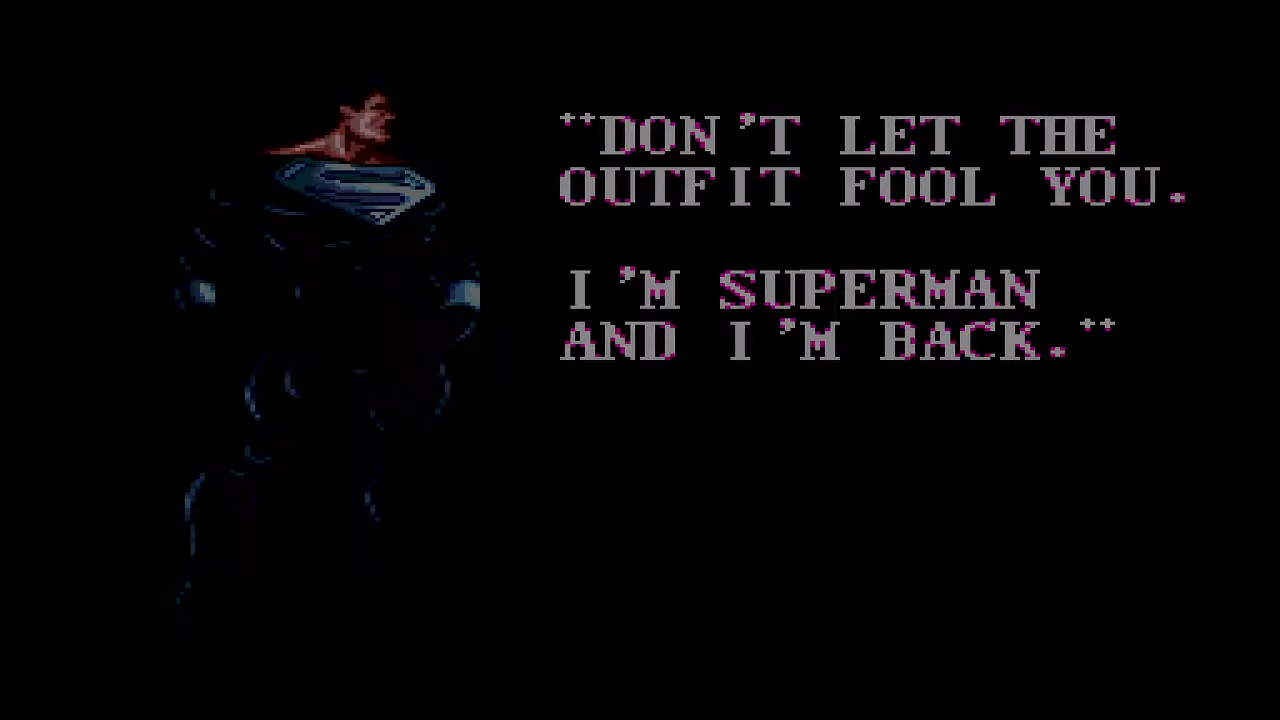 "DON'T LET THE
OUTFIT FOOL YOU.
I'M SUPERMAN
AND I'M BACK."